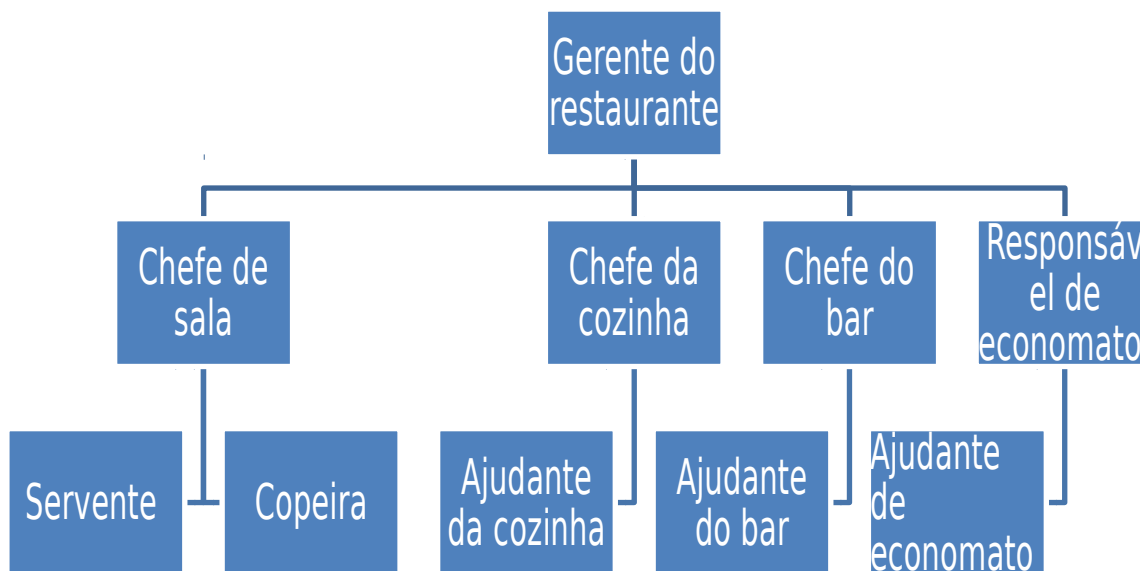 Gerente do
restaurante
Chefe de
sala
Chefe da
cozinha
Chefe do
bar
Responsáv
el de
economato
Servente
Copeira
Ajudante
da cozinha
Ajudante
do bar
Ajudante
de
economato